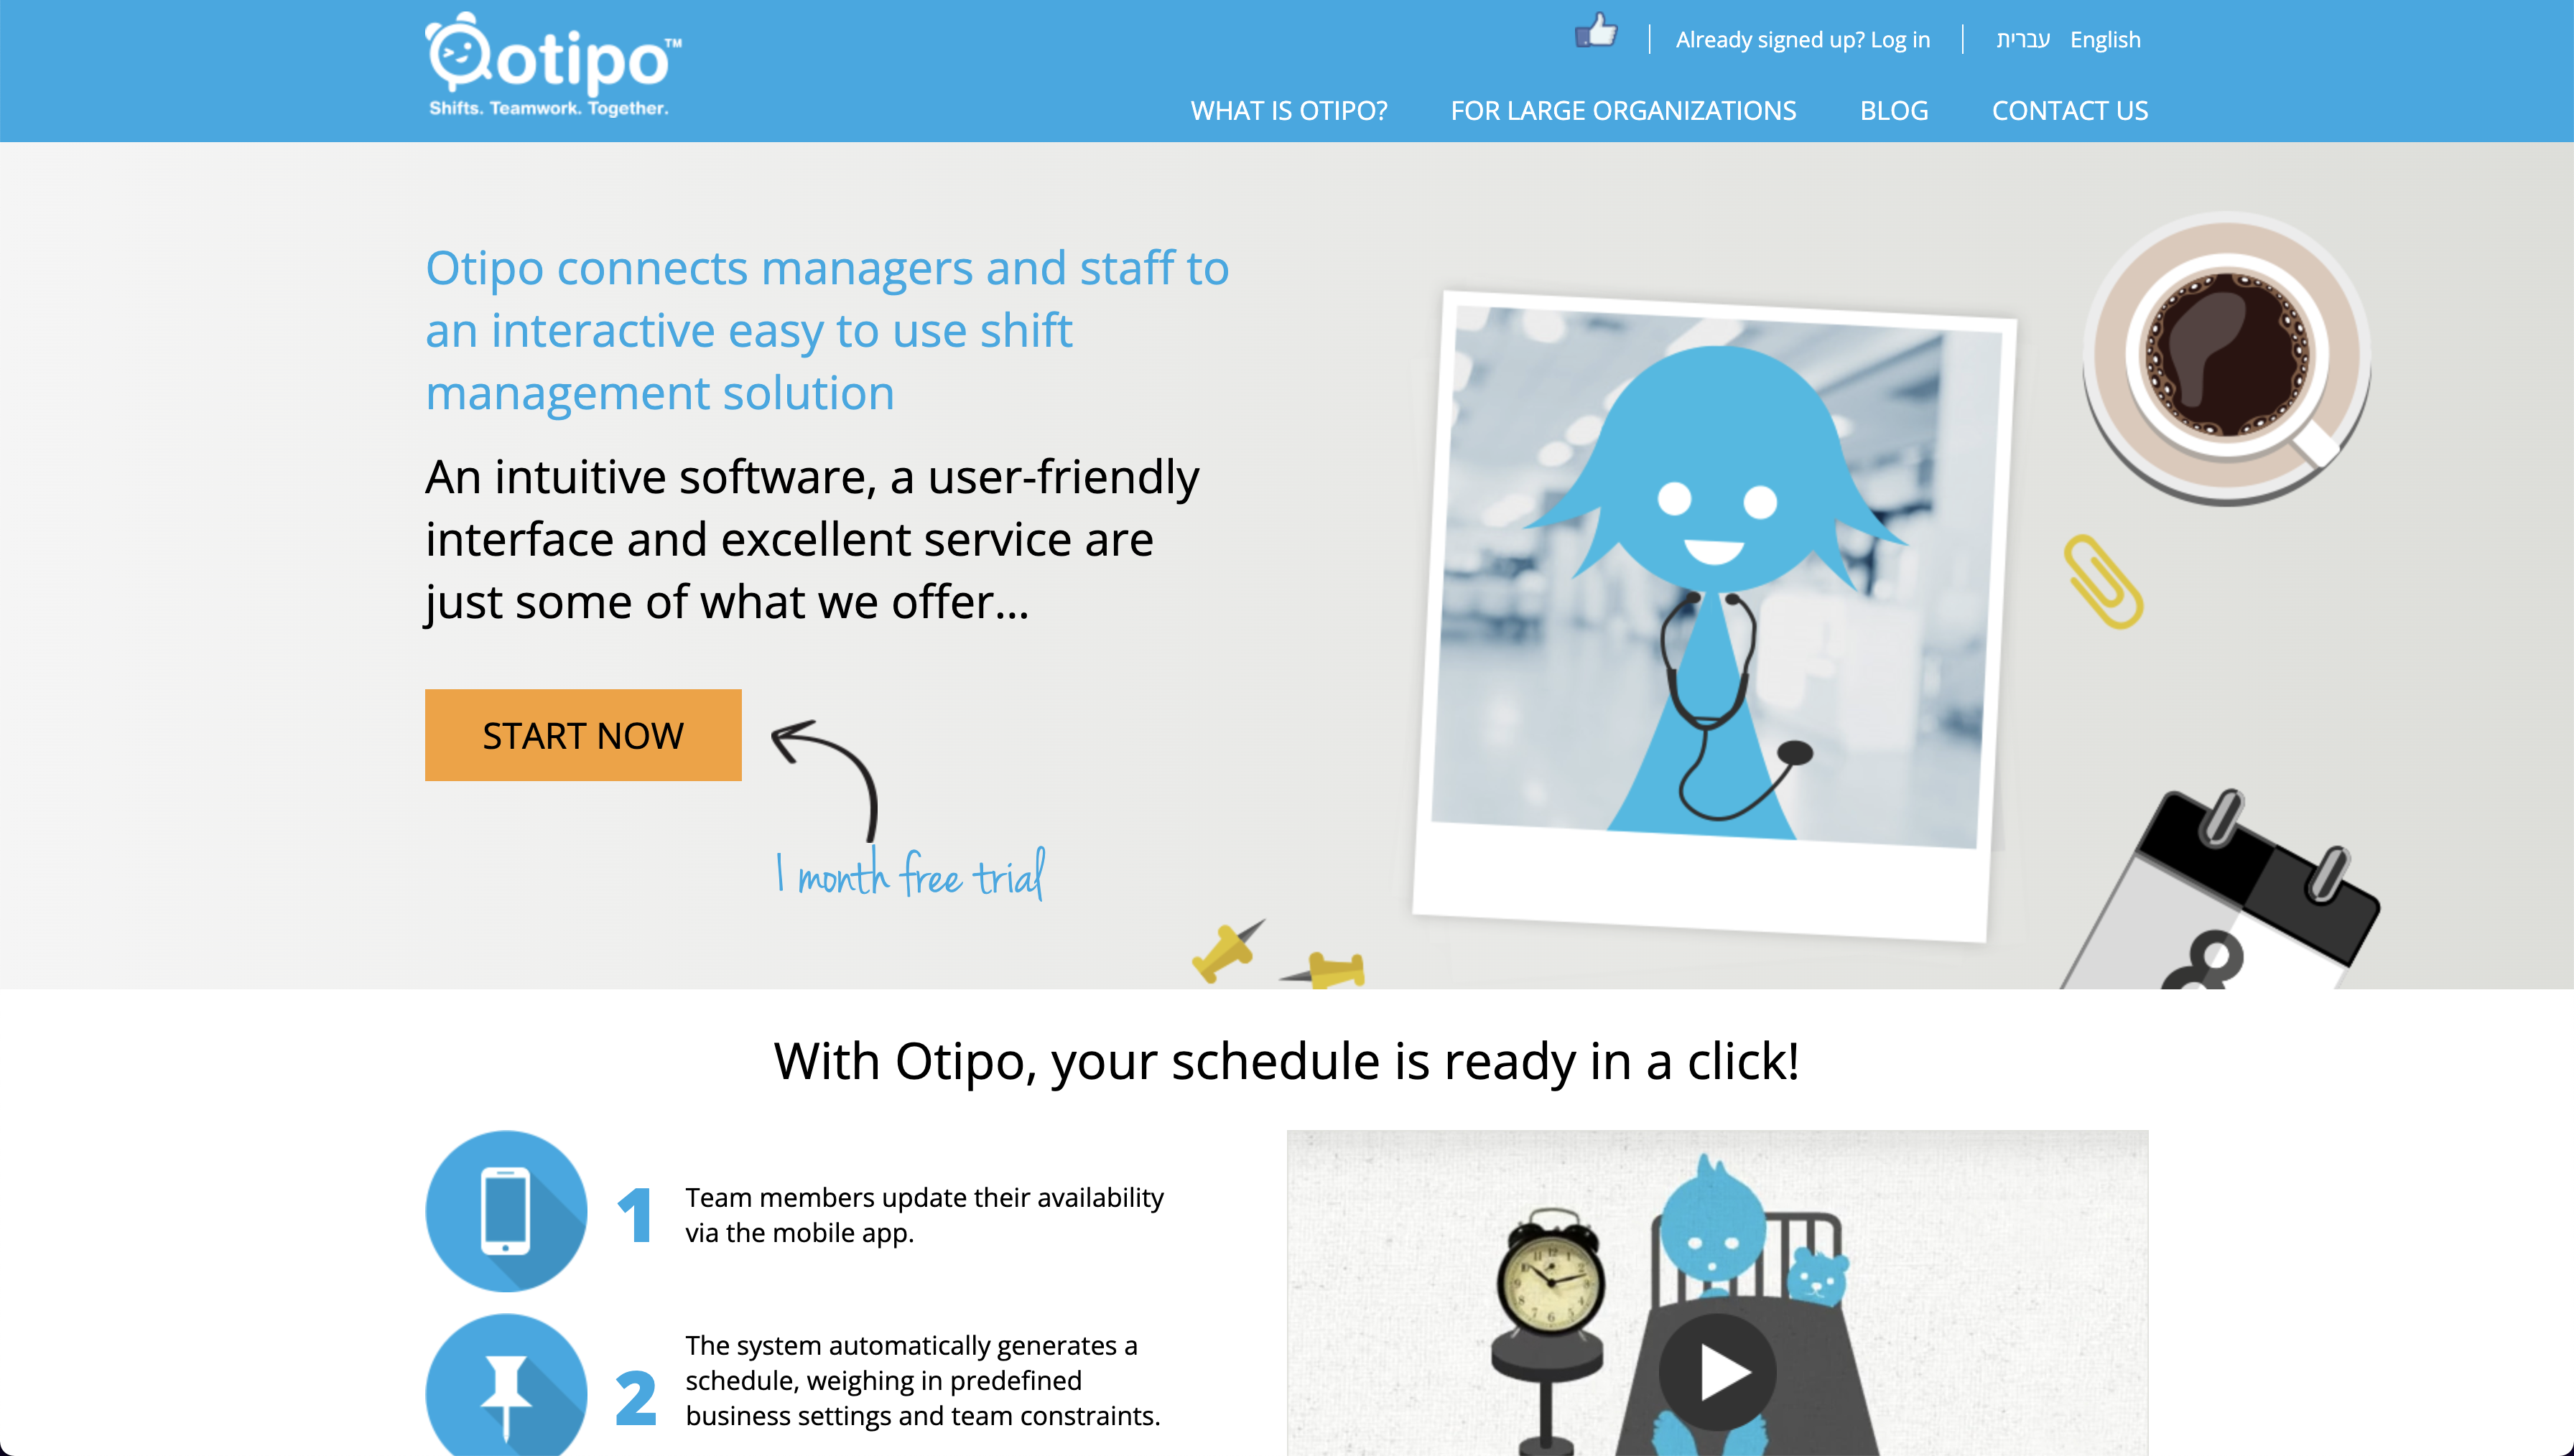 otipo™
Shifts. Teamwork. Together.
Already signed up? Log in
עברית
English
WHAT IS OTIPO?
FOR LARGE ORGANIZATIONS
BLOG
CONTACT US
Otipo connects managers and staff to
an interactive easy to use shift
management solution
An intuitive software, a user-friendly
interface and excellent service are
just some of what we offer...
START NOW
1 month free trial
8
With Otipo, your schedule is ready in a click!
1
Team members update their availability
via the mobile app.
2
The system automatically generates a
schedule, weighing in predefined
business settings and team constraints.